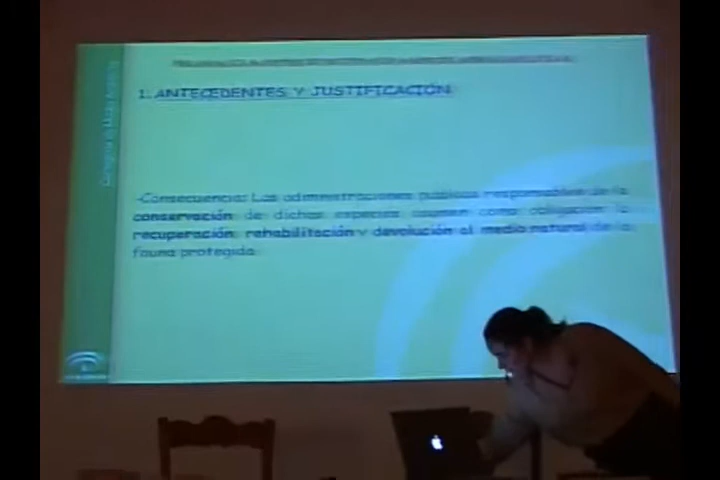 1. ANTECEDENTES Y JUSTIFICACIÓN
-Consecuencia: Las administraciones públicas responsables de la
conservación de dichas especies asumen como obligación la
recuperación, rehabilitación y devolución al medio natural de la
fauna protegida.